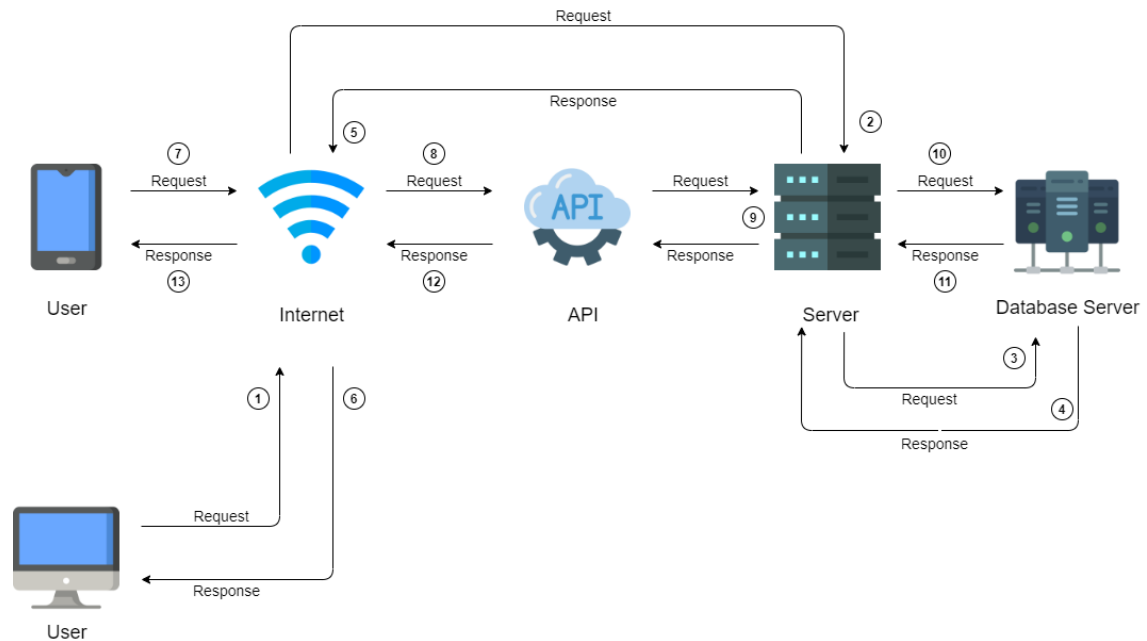 Request
Response
5
2
7
8
10
Request
Request
Request
Request
API
9
Response
Response
Response
Response
13
12
11
User
Internet
API
Server
Database Server
3
1
6
Request
4
Response
Request
Response
User